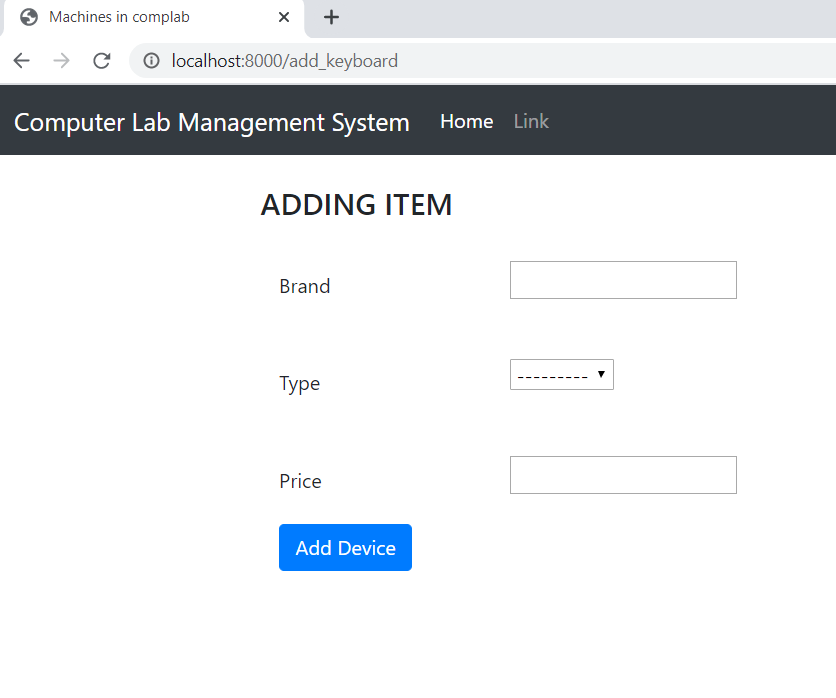 Machines in complab
localhost:8000/add_keyboard
Computer Lab Management System Home Link
ADDING ITEM
Brand
Type ---------
Price
Add Device